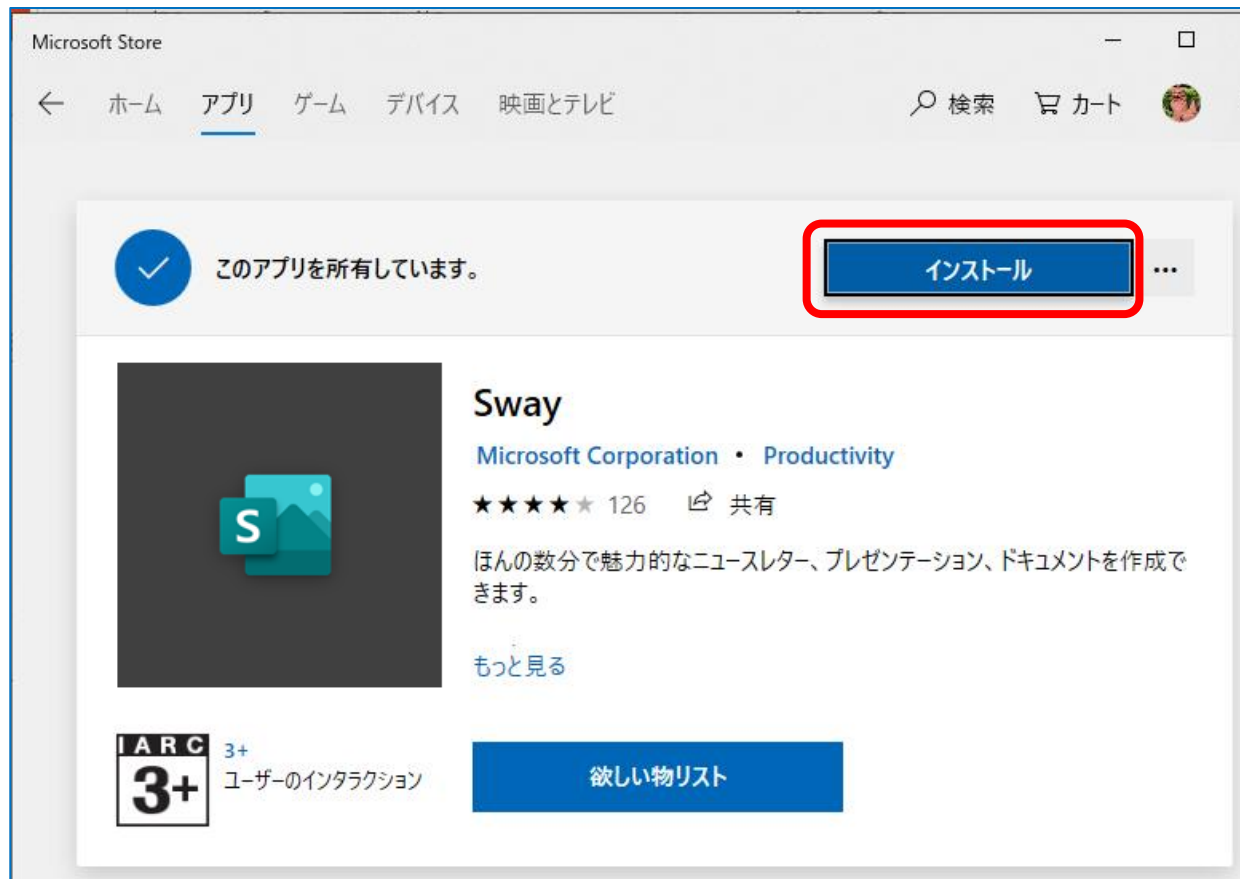 Microsoft Store
ホーム アプリ ゲーム デバイス 映画とテレビ 検索 カート
このアプリを所有しています。 インストール
Sway
Microsoft Corporation • Productivity
126 共有
ほんの数分で魅力的なニュースレター、プレゼンテーション、ドキュメントを作成で
きます。
もっと見る
IARC
3+
3+
ユーザーのインタラクション
欲しい物リスト
S